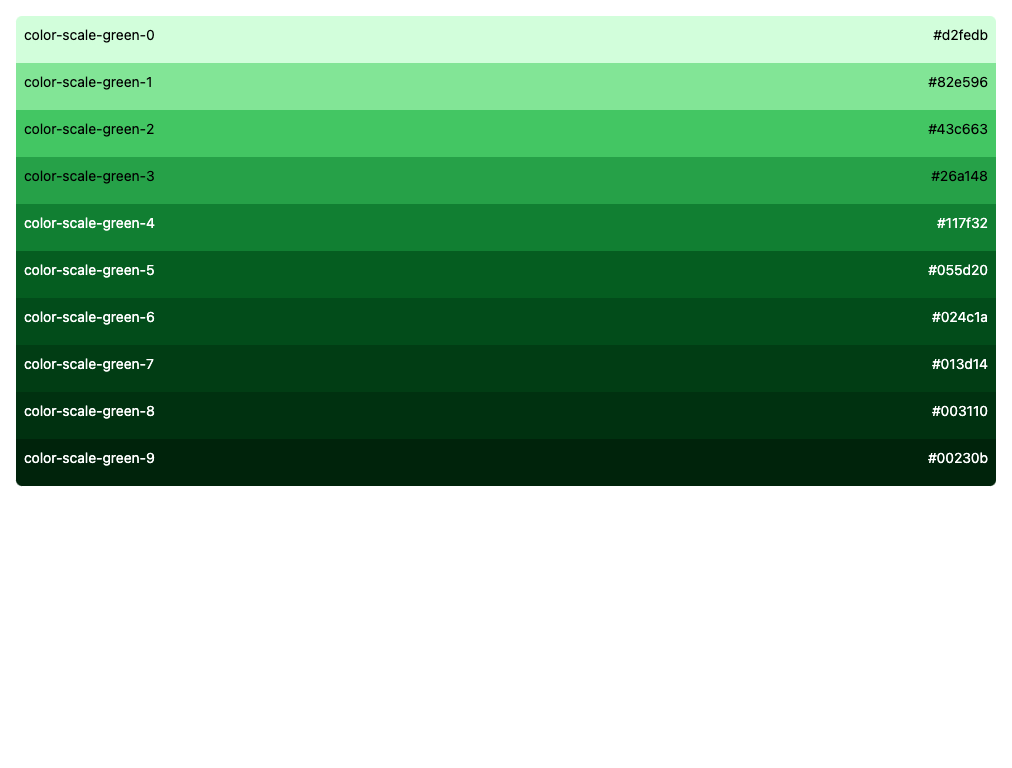 color-scale-green-0 #d2fedb
color-scale-green-1 #82e596
color-scale-green-2 #43c663
color-scale-green-3 #26a148
color-scale-green-4 #117f32
color-scale-green-5 #055d20
color-scale-green-6 #024c1a
color-scale-green-7 #013d14
color-scale-green-8 #003110
color-scale-green-9 #00230b